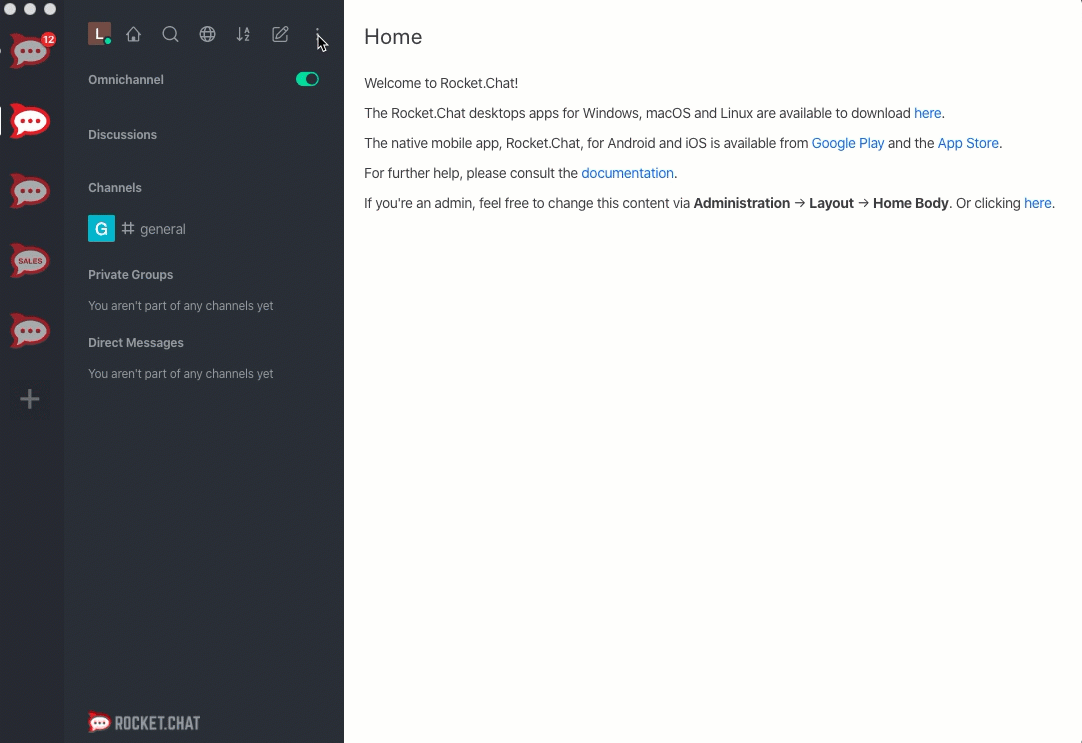 12
SALES
L
Omnichannel
Discussions
Channels
G # general
Private Groups
You aren't part of any channels yet
Direct Messages
You aren't part of any channels yet
ROCKET.CHAT
Home
Welcome to Rocket.Chat!
The Rocket.Chat desktops apps for Windows, macOS and Linux are available to download here.
The native mobile app, Rocket.Chat, for Android and iOS is available from Google Play and the App Store.
For further help, please consult the documentation.
If you're an admin, feel free to change this content via Administration → Layout → Home Body. Or clicking here.